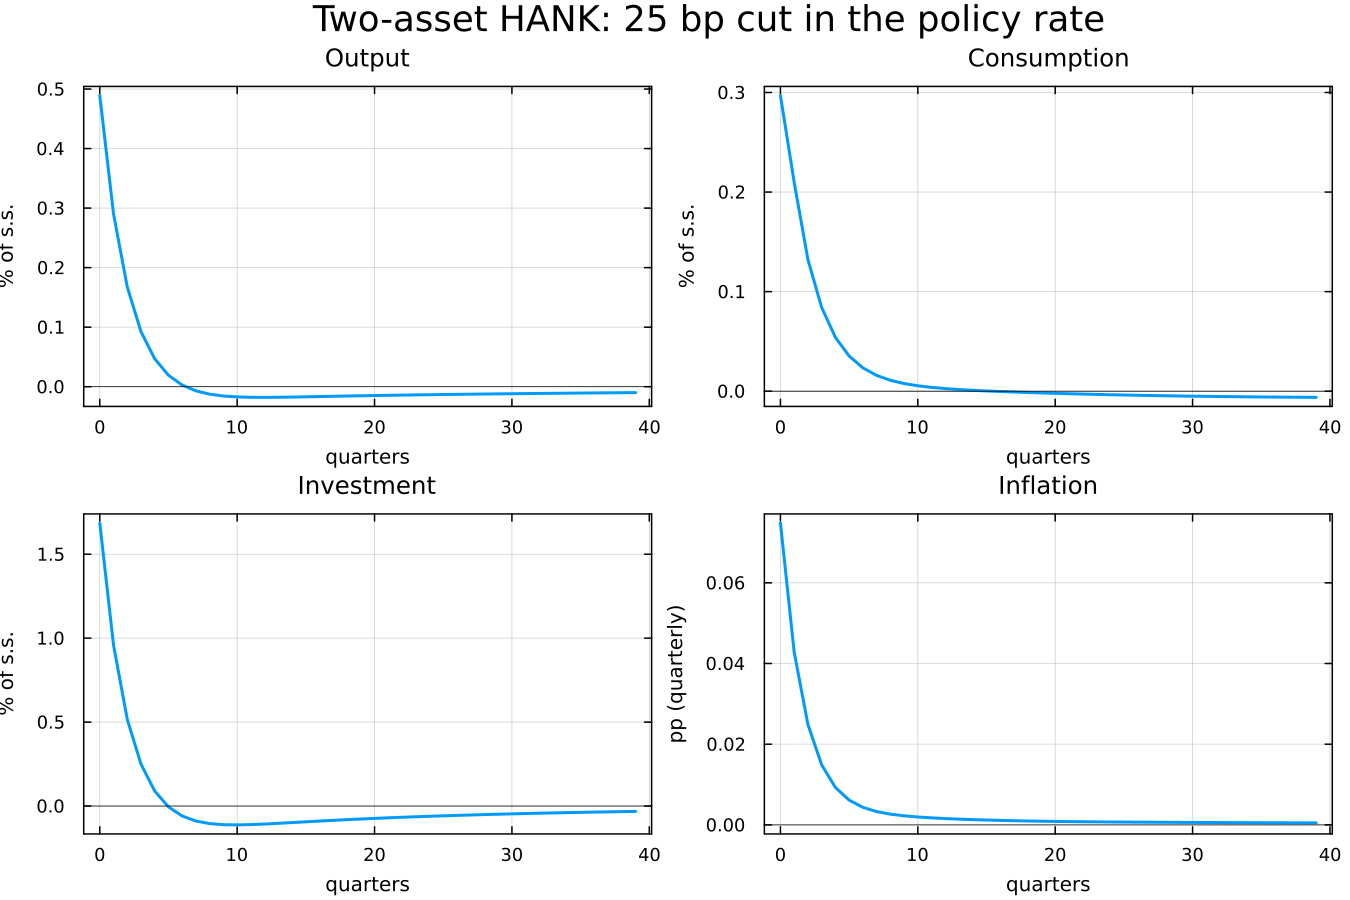 Two-asset HANK: 25 bp cut in the policy rate
Output
% of s.s.
0.5
0.4
0.3
0.2
0.1
0.0
0 10 20 30 40
quarters
Consumption
% of s.s.
0.3
0.2
0.1
0.0
0 10 20 30 40
quarters
Investment
% of s.s.
1.5
1.0
0.5
0.0
0 10 20 30 40
quarters
Inflation
pp (quarterly)
0.06
0.04
0.02
0.00
0 10 20 30 40
quarters